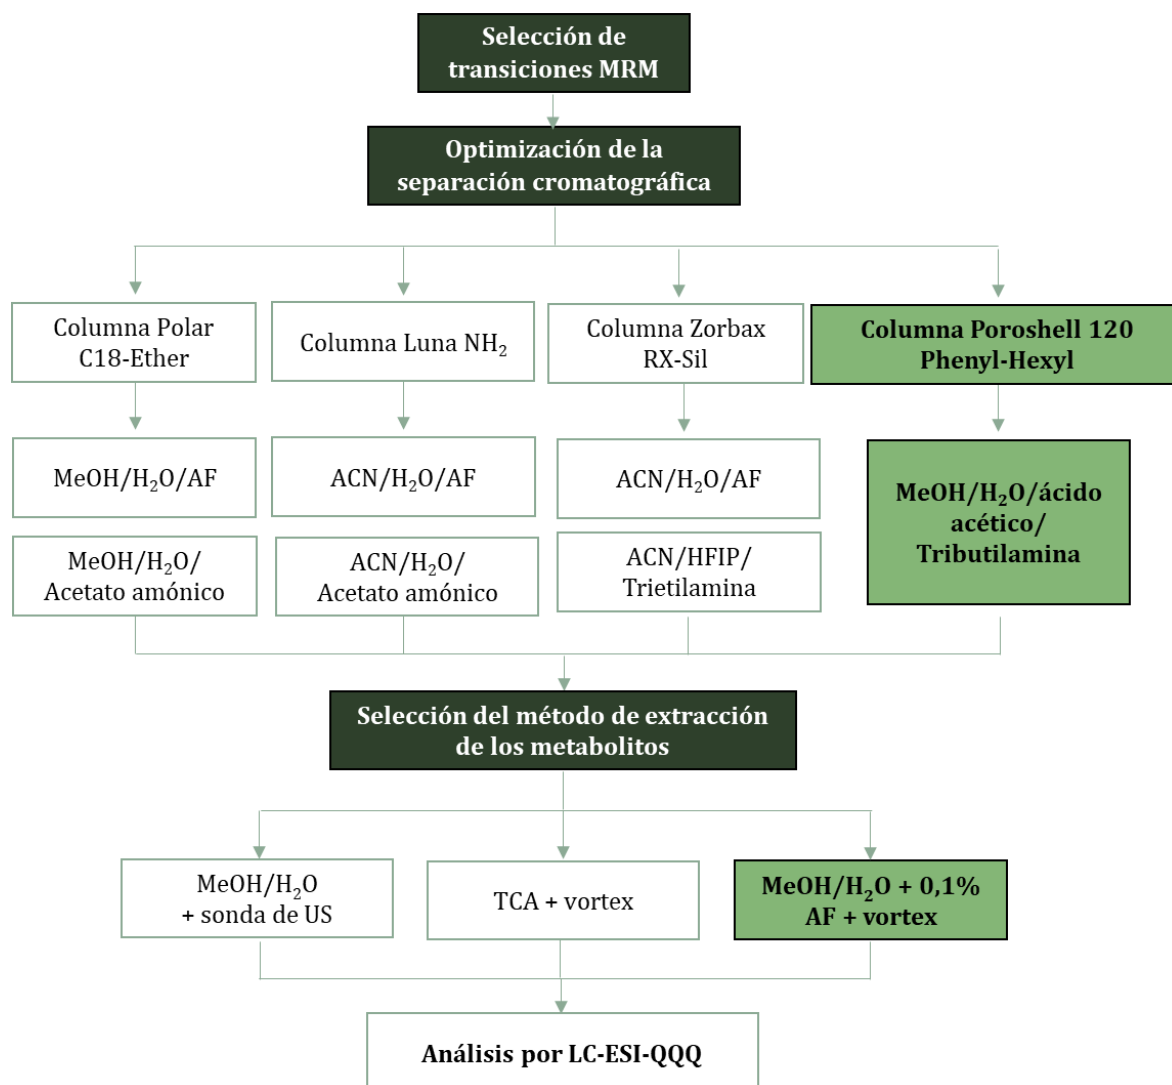 Selección de
transiciones MRM
Optimización de la
separación cromatográfica
Columna Polar
C18-Ether
Columna Luna NH₂
Columna Zorbax
RX-Sil
Columna Poroshell 120
Phenyl-Hexyl
MeOH/H₂O/AF
ACN/H₂O/AF
ACN/H₂O/AF
MeOH/H₂O/ácido
acético/
Tributilamina
MeOH/H₂O/
Acetato amónico
ACN/H₂O/
Acetato amónico
ACN/HFIP/
Trietilamina
Selección del método de extracción
de los metabolitos
MeOH/H₂O
+ sonda de US
TCA + vortex
MeOH/H₂O + 0,1%
AF + vortex
Análisis por LC-ESI-QQQ